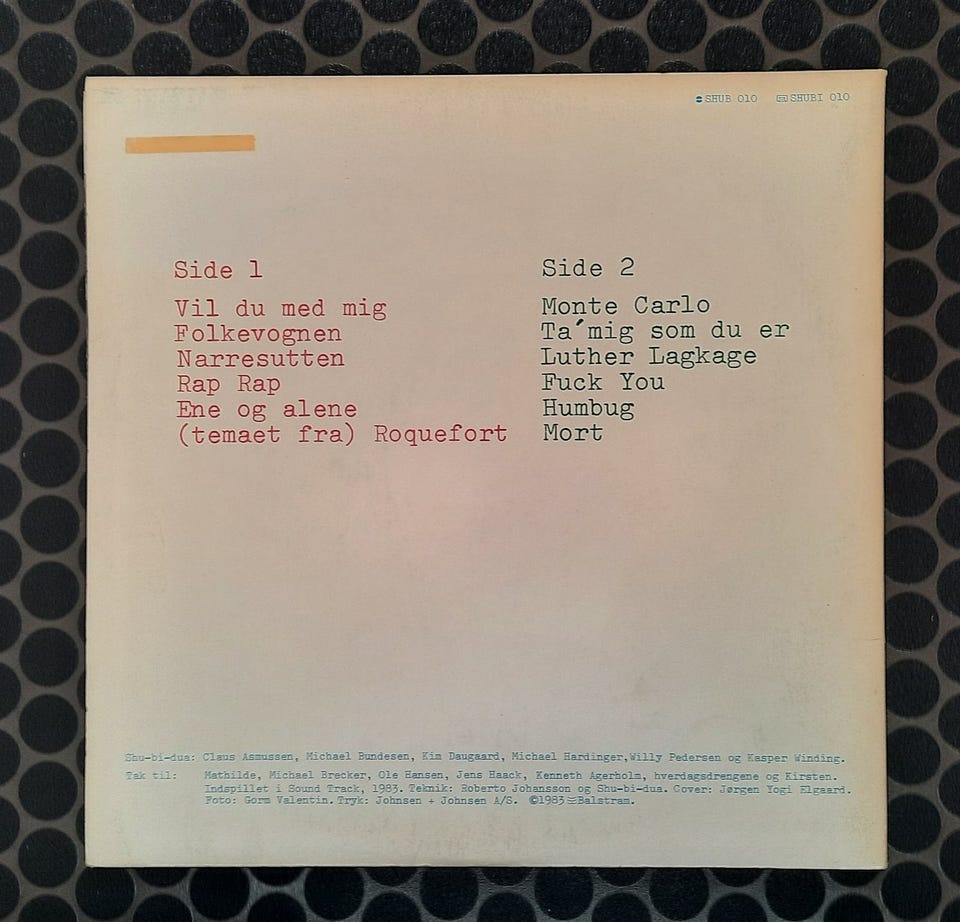 SHUB 010 SHUBI 010
Side 1
Vil du med mig
Folkevognen
Narresutten
Rap Rap
Ene og alene
(temaet fra) Roquefort
Side 2
Monte Carlo
Ta´mig som du er
Luther Lagkage
Fuck You
Humbug
Mort
Shu-bi-dua: Claus Asmussen, Michael Bundesen, Kim Daugaard, Michael Hardinger,Willy Pedersen og Kasper Winding.
Tak til: Mathilde, Michael Brecker, Ole Hansen, Jens Haack, Kenneth Agerholm, hverdagsdrengene og Kirsten.
Indspillet i Sound Track, 1983. Teknik: Roberto Johansson og Shu-bi-dua. Cover: Jørgen Yogi Elgaard.
Foto: Gorm Valentin. Tryk: Johnsen + Johnsen A/S. ©1983 Balstram.